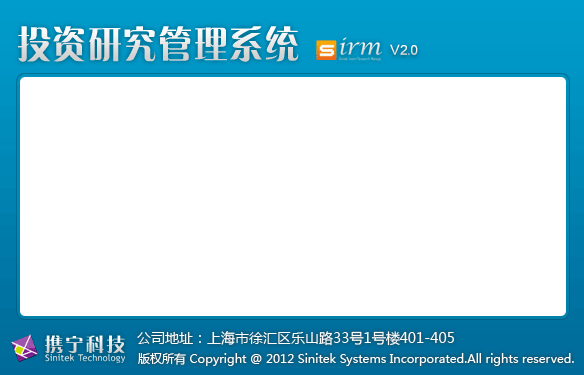 投资研究管理系统 Sirm V2.0
携宁科技
Sinitek Technology
公司地址：上海市徐汇区乐山路33号1号楼401-405
版权所有 Copyright @ 2012 Sinitek Systems Incorporated.All rights reserved.